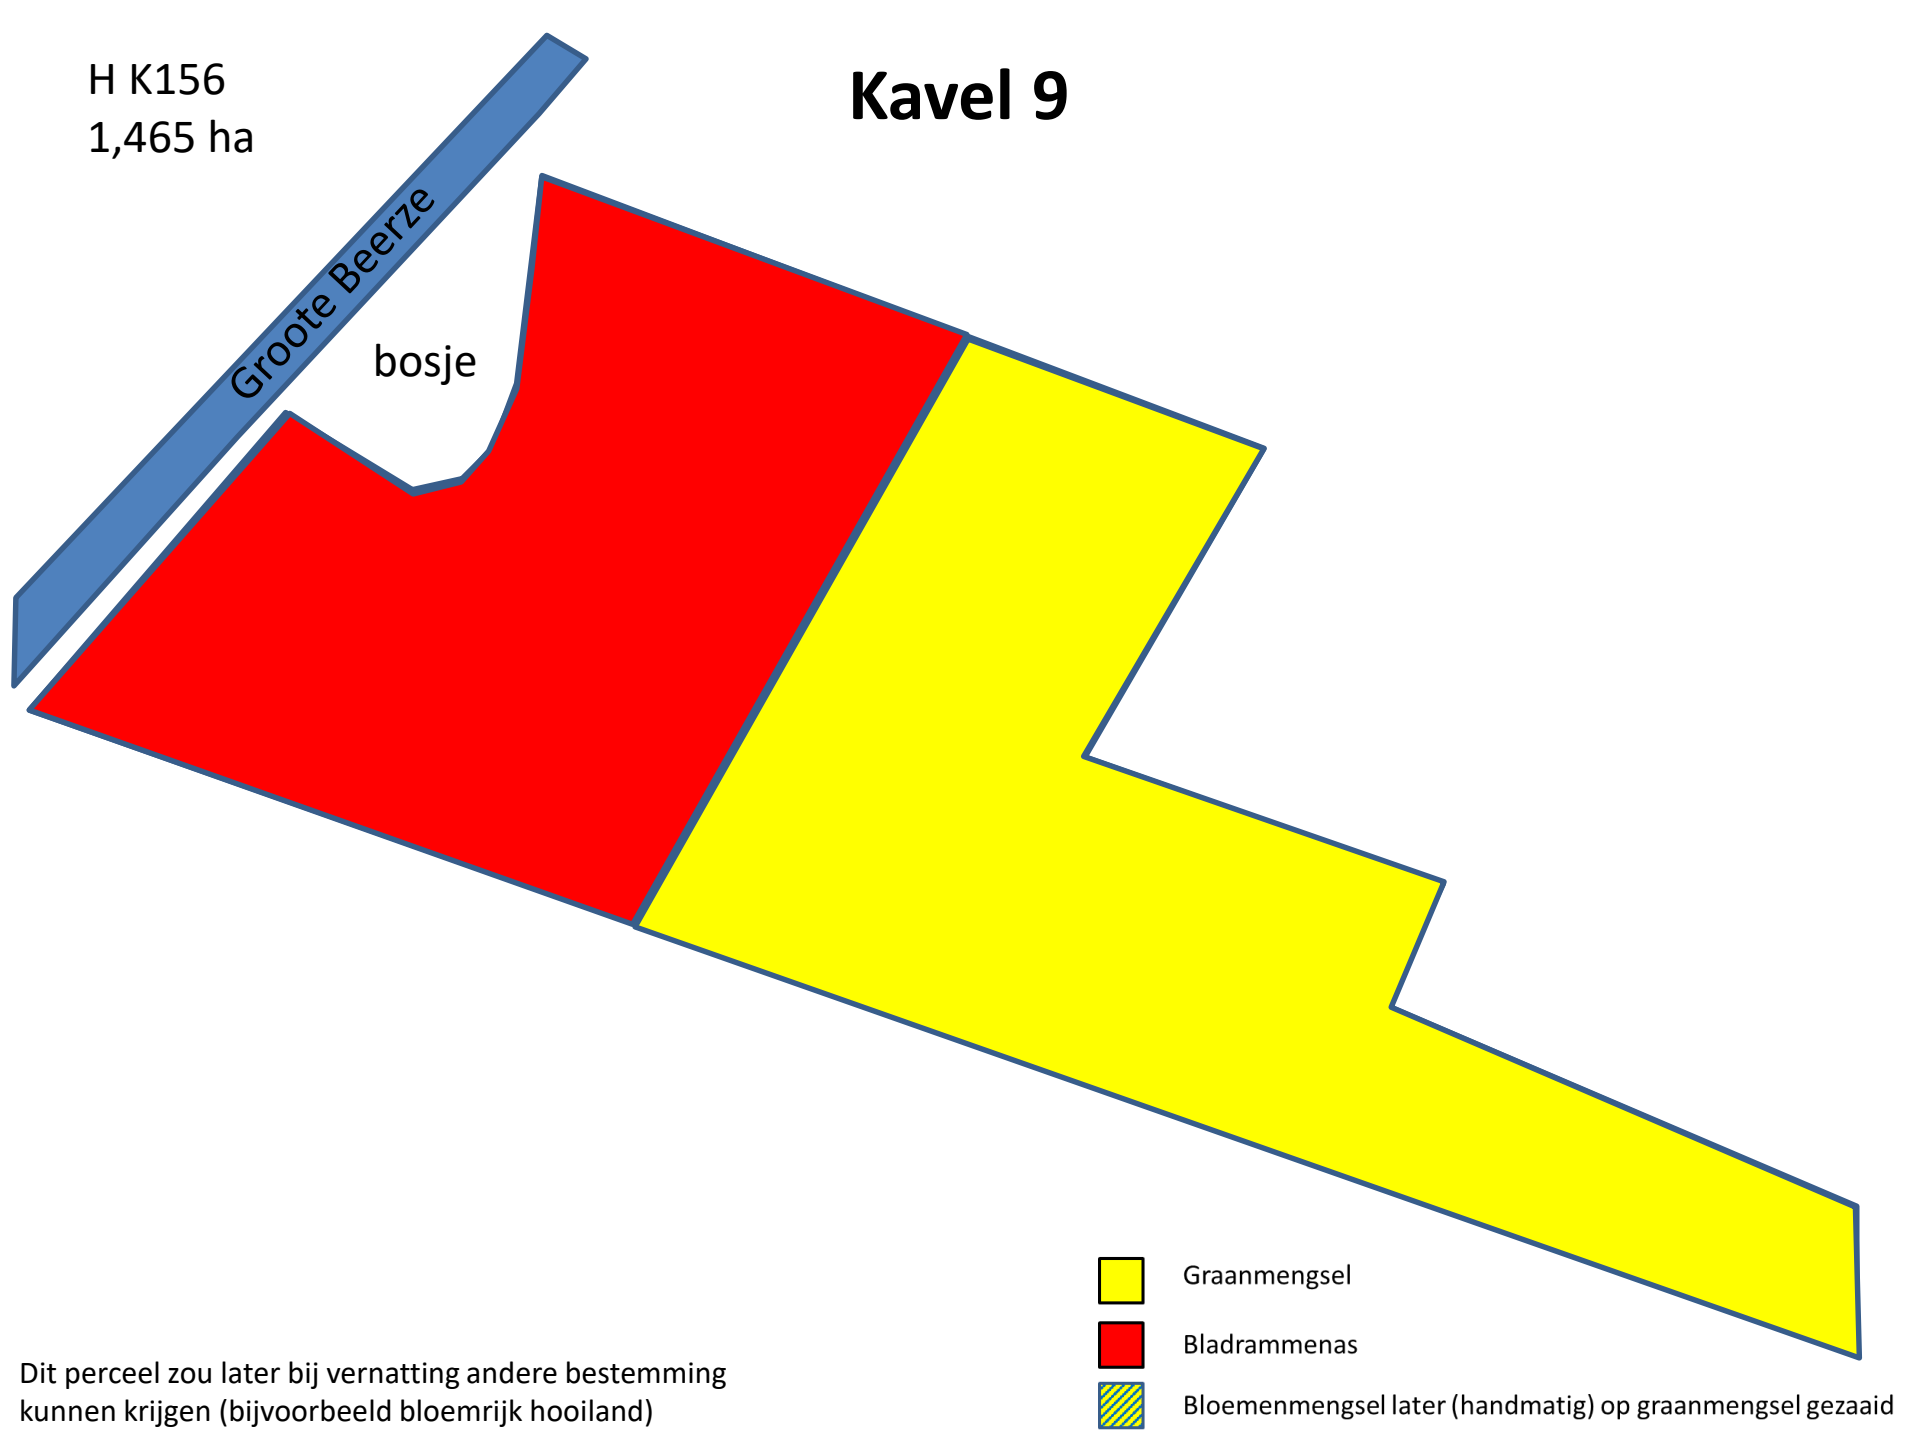 H K156
1,465 ha
Kavel 9
Groote Beerze
bosje
Graanmengsel
Bladrammenas
Bloemenmengsel later (handmatig) op graanmengsel gezaaid
Dit perceel zou later bij vernatting andere bestemming
kunnen krijgen (bijvoorbeeld bloemrijk hooiland)